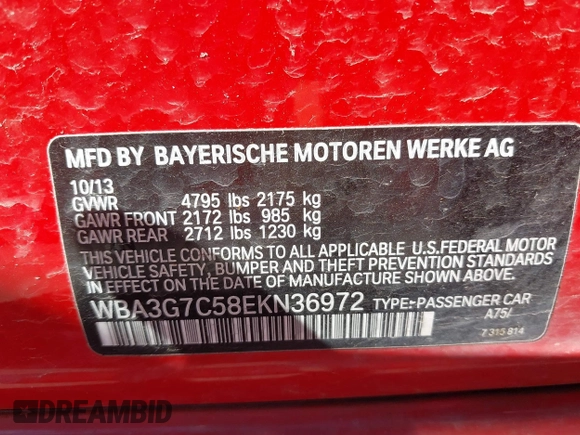 MFD BY BAYERISCHE MOTOREN WERKE AG
10/13
GVWR 4795 lbs 2175 kg
GAWR FRONT 2172 lbs 985 kg
GAWR REAR 2712 lbs 1230 kg
THIS VEHICLE CONFORMS TO ALL APPLICABLE U.S.FEDERAL MOTOR
VEHICLE SAFETY, BUMPER, AND THEFT PREVENTION STANDARDS
IN EFFECT ON THE DATE OF MANUFACTURE SHOWN ABOVE.
WBA3G7C58EKN36972 TYPE-PASSENGER CAR
A75/
7 315 814
DREAMBID